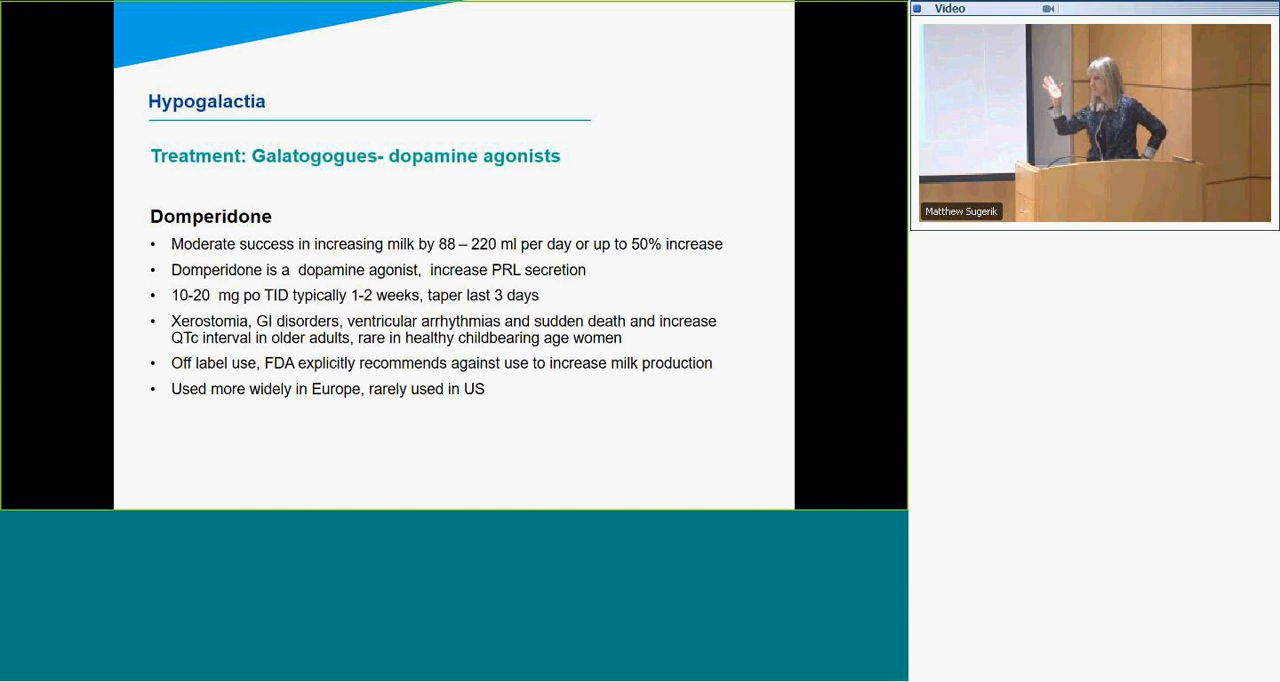 Hypogalactia
Treatment: Galatogogues- dopamine agonists
Domperidone
• Moderate success in increasing milk by 88 – 220 ml per day or up to 50% increase
• Domperidone is a dopamine agonist, increase PRL secretion
• 10-20 mg po TID typically 1-2 weeks, taper last 3 days
• Xerostomia, GI disorders, ventricular arrhythmias and sudden death and increase
QTc interval in older adults, rare in healthy childbearing age women
• Off label use, FDA explicitly recommends against use to increase milk production
• Used more widely in Europe, rarely used in US
Video
Matthew Sugerik